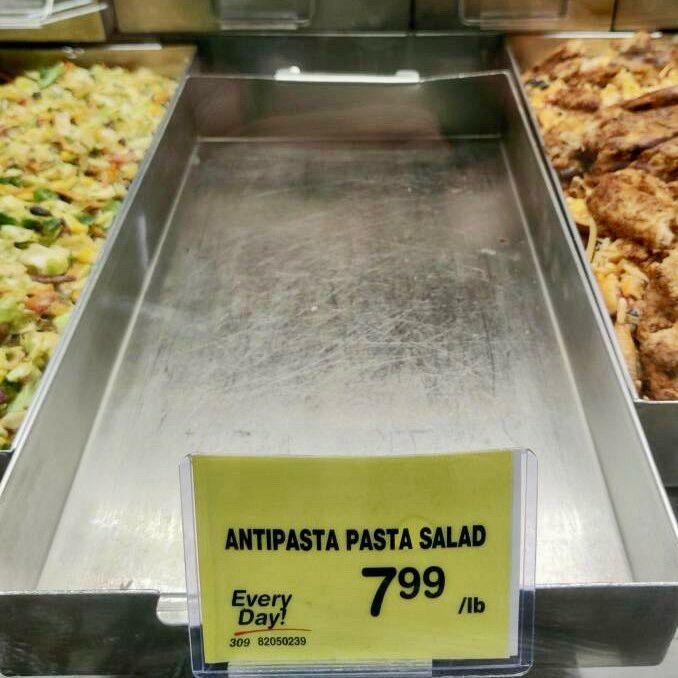 ANTIPASTA PASTA SALAD
Every Day! 7.99 /lb
309 82050239